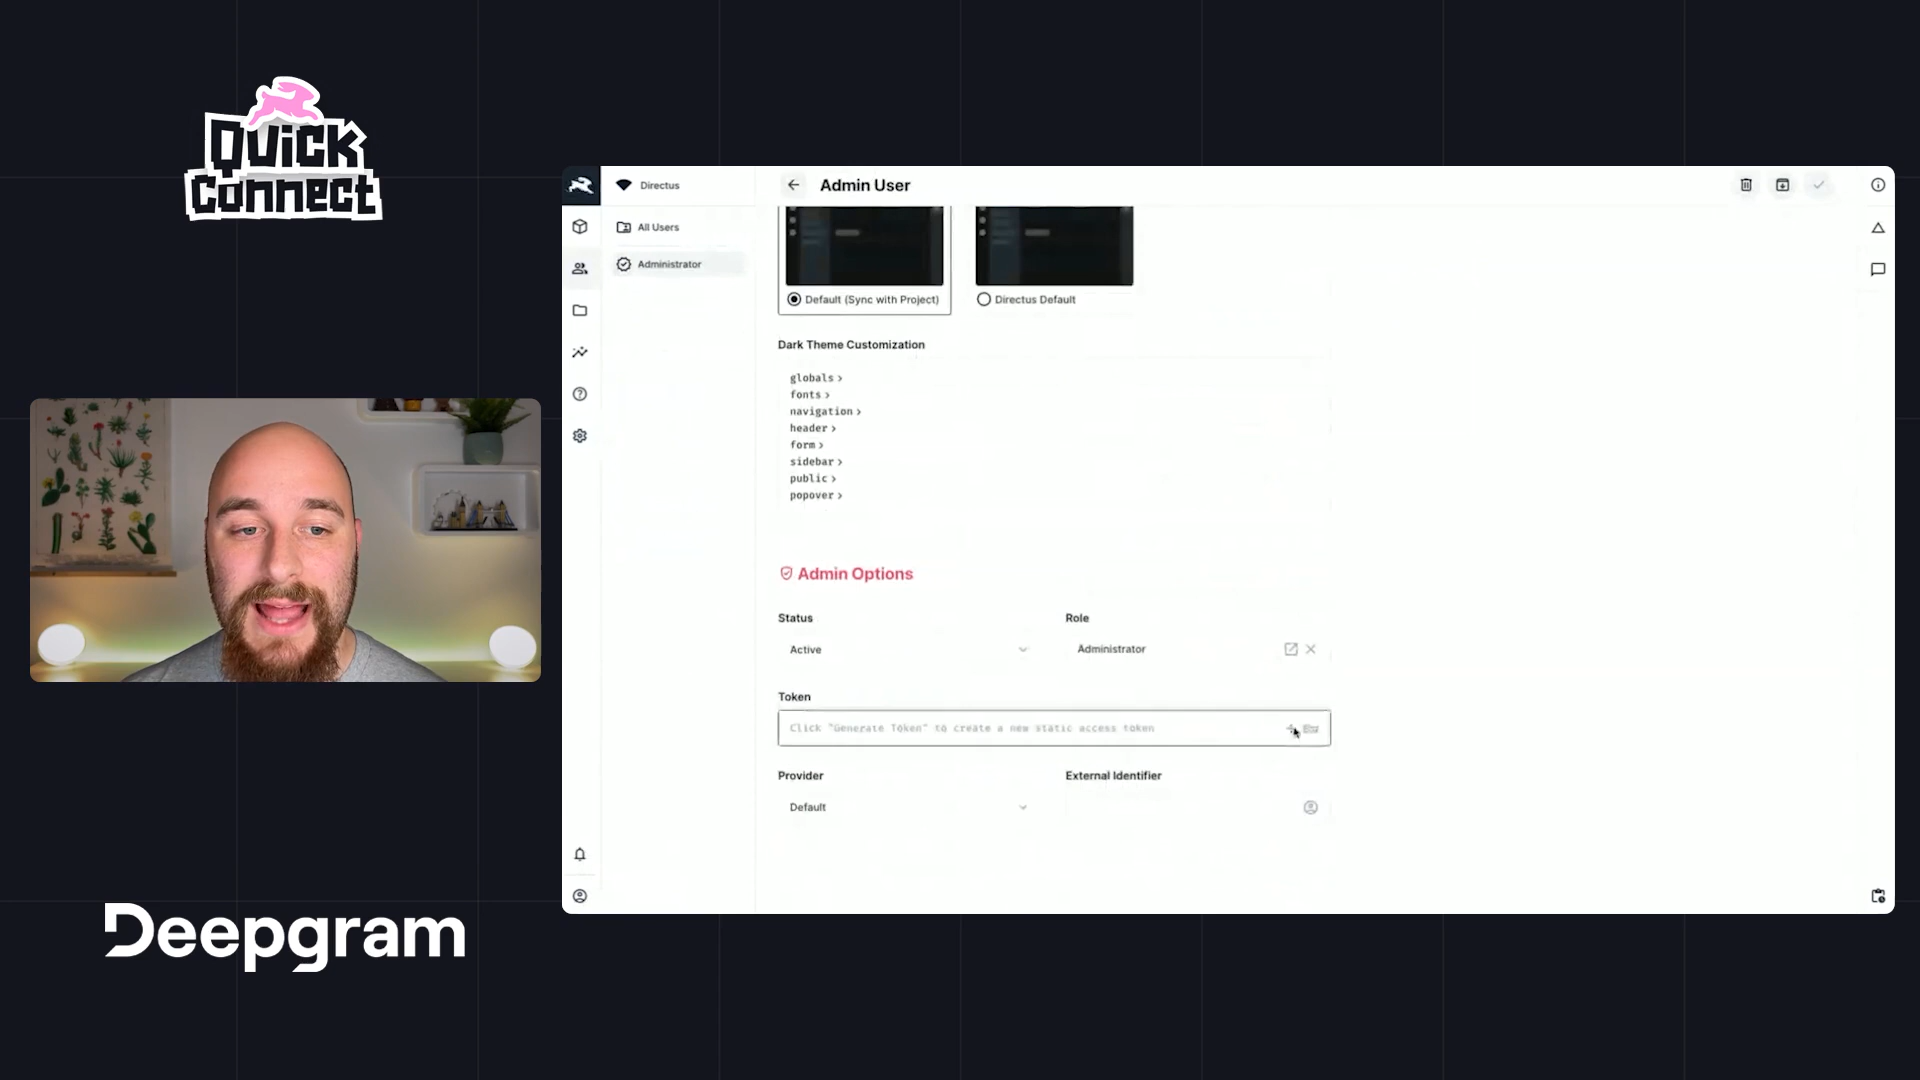 Quick
Connect
Directus
Admin User
All Users
Administrator
Default (Sync with Project)
Directus Default
Dark Theme Customization
globals
fonts
navigation
header
form
sidebar
public
popover
Admin Options
Status
Role
Active
Administrator
Token
Click "Generate Token" to create a new static access token
Provider
External Identifier
Default
Deepgram